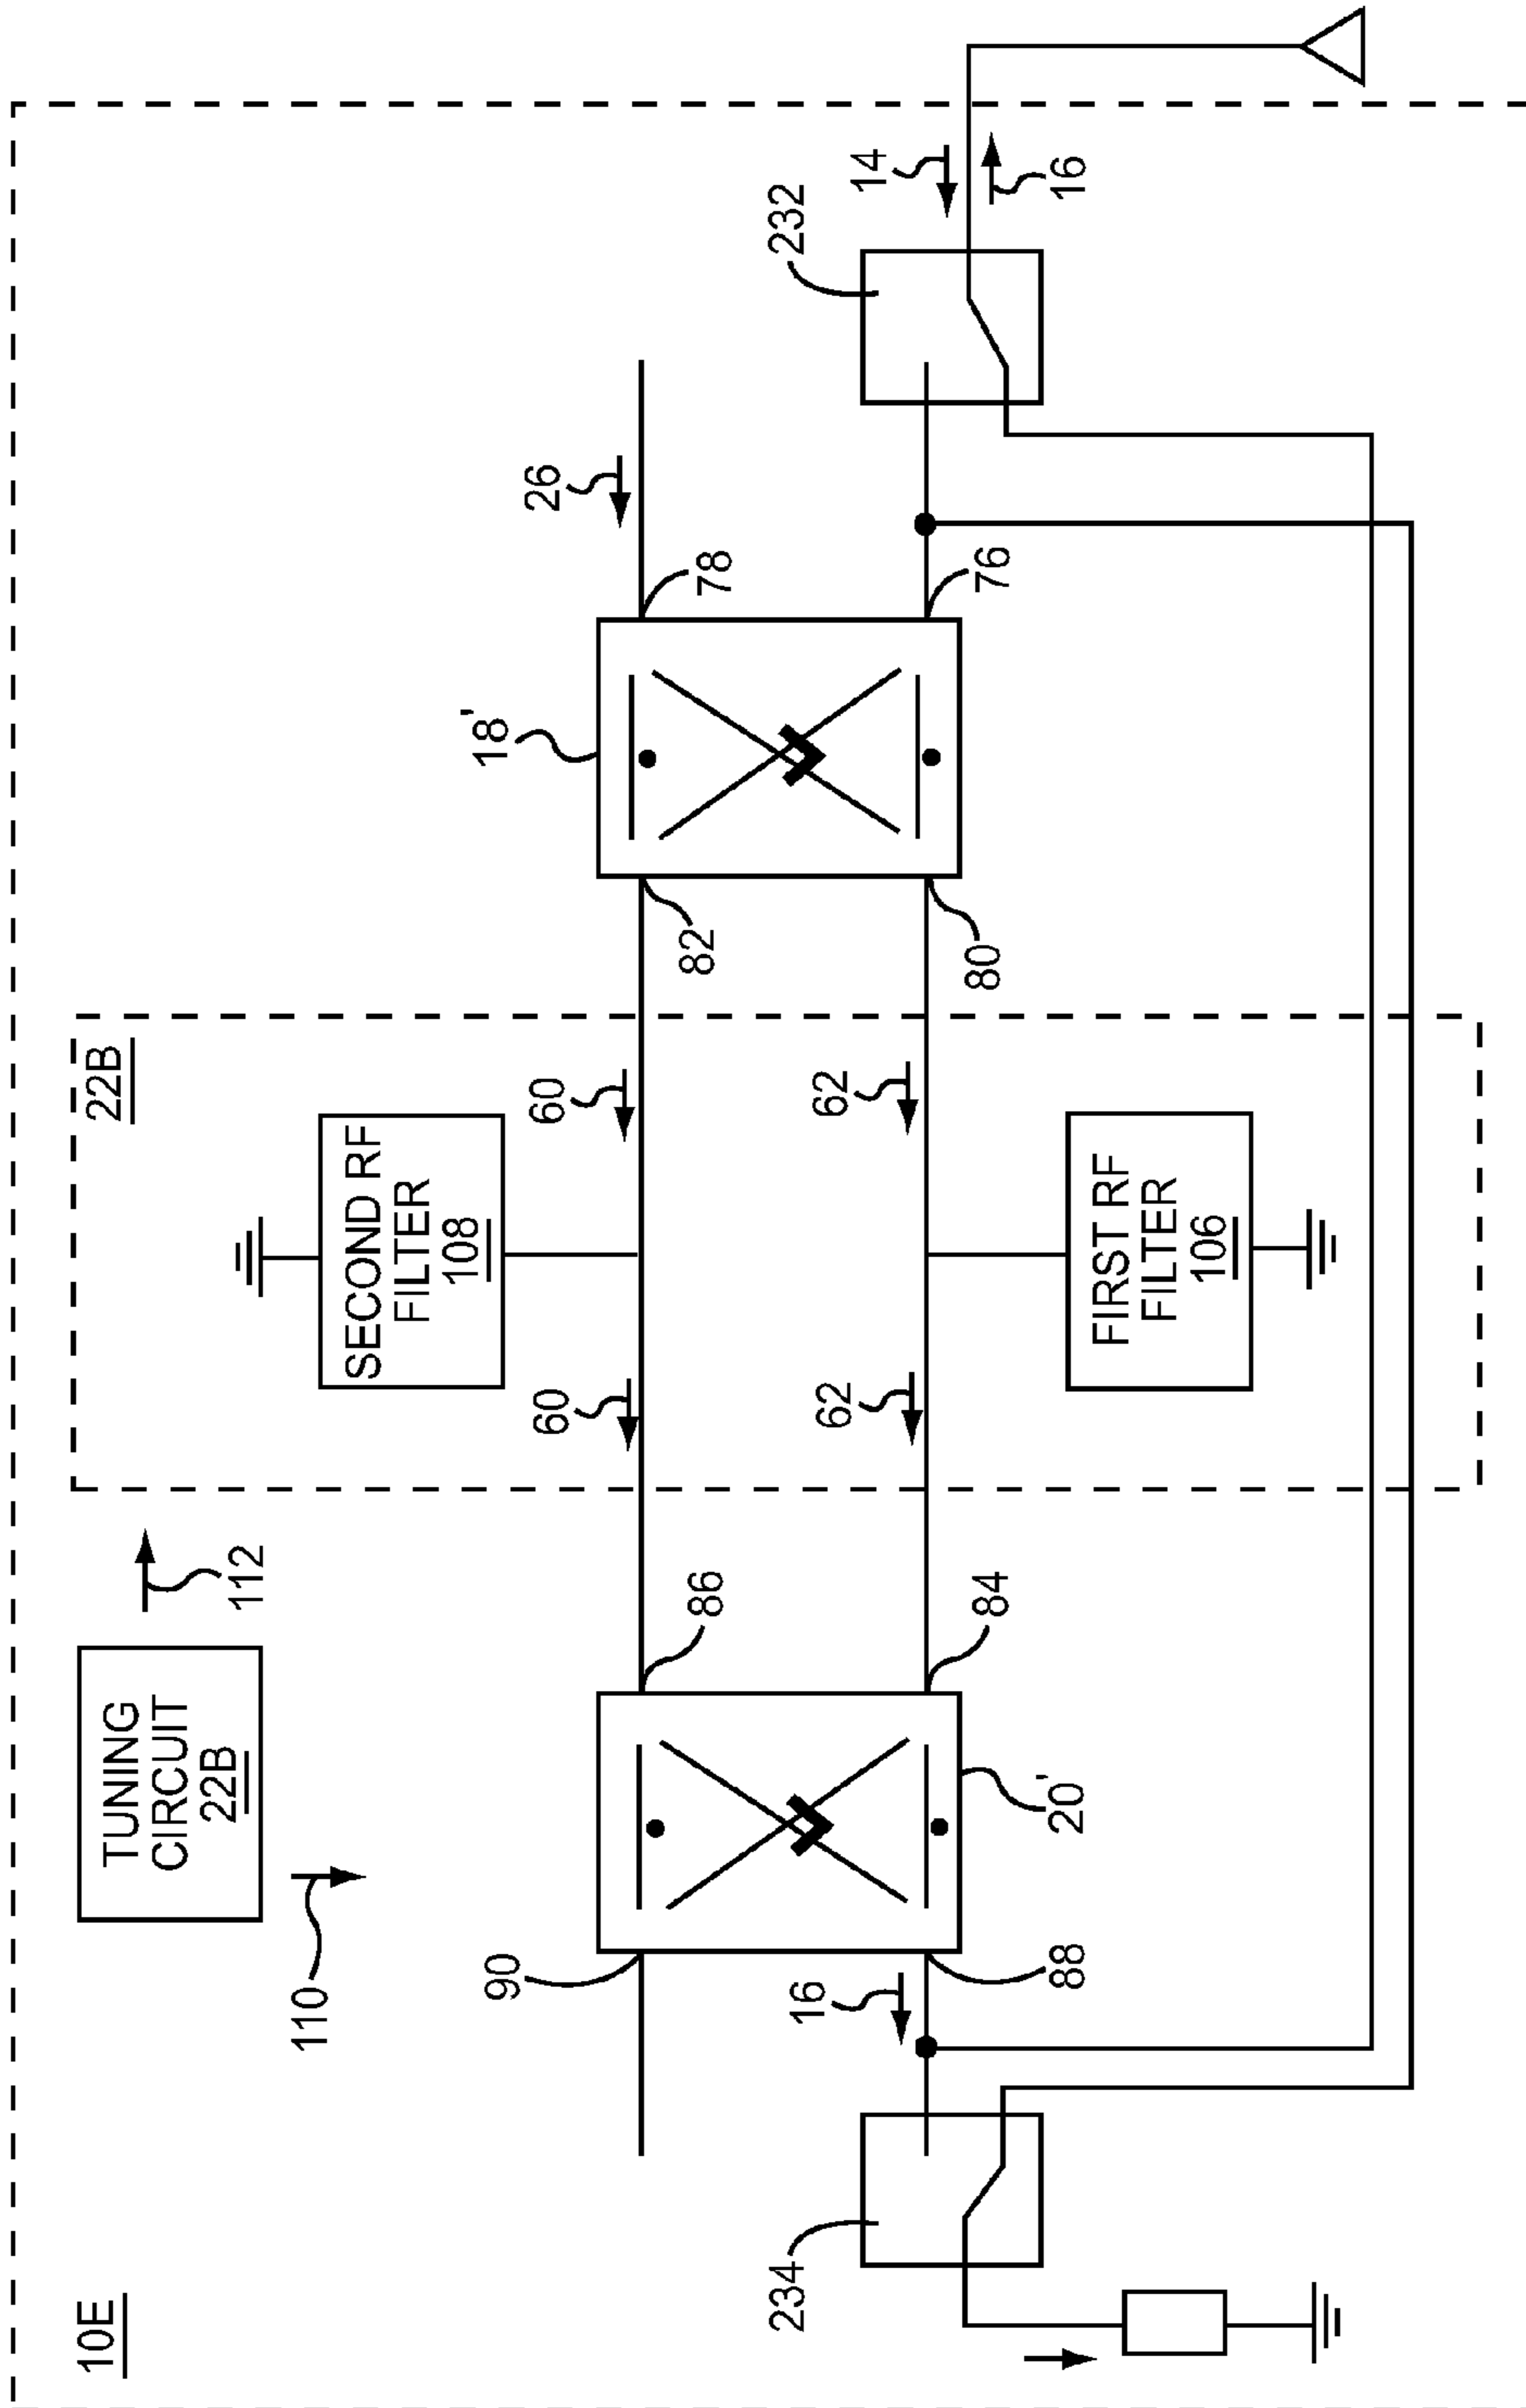 10E
TUNING
CIRCUIT
22B
112
110
22B
SECOND RF
FILTER
108
60
60
26
18'
82
78
90
86
62
62
232
14
16
234
16
88
20'
84
80
76
FIRST RF
FILTER
106